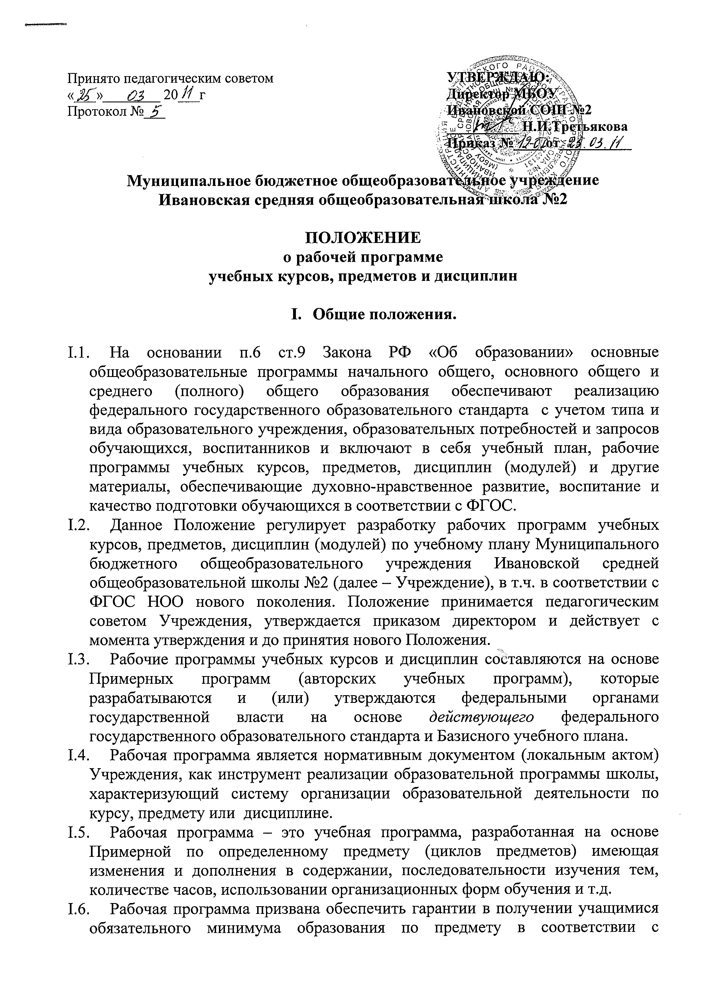 Принято педагогическим советом
«25» 03 2011 г
Протокол № 5
УТВЕРЖДАЮ:
Директор МБОУ
Ивановской СОШ №2
Н.И.Третьякова
Приказ № от 25.03.11
Муниципальное бюджетное общеобразовательное учреждение
Ивановская средняя общеобразовательная школа №2
ПОЛОЖЕНИЕ
о рабочей программе
учебных курсов, предметов и дисциплин
I. Общие положения.
I.1. На основании п.6 ст.9 Закона РФ «Об образовании» основные
общеобразовательные программы начального общего, основного общего и
среднего (полного) общего образования обеспечивают реализацию
федерального государственного образовательного стандарта с учетом типа и
вида образовательного учреждения, образовательных потребностей и запросов
обучающихся, воспитанников и включают в себя учебный план, рабочие
программы учебных курсов, предметов, дисциплин (модулей) и другие
материалы, обеспечивающие духовно-нравственное развитие, воспитание и
качество подготовки обучающихся в соответствии с ФГОС.
I.2. Данное Положение регулирует разработку рабочих программ учебных
курсов, предметов, дисциплин (модулей) по учебному плану Муниципального
бюджетного общеобразовательного учреждения Ивановской средней
общеобразовательной школы №2 (далее – Учреждение), в т.ч. в соответствии с
ФГОС НОО нового поколения. Положение принимается педагогическим
советом Учреждения, утверждается приказом директором и действует с
момента утверждения и до принятия нового Положения.
I.3. Рабочие программы учебных курсов и дисциплин составляются на основе
Примерных программ (авторских учебных программ), которые
разрабатываются и (или) утверждаются федеральными органами
государственной власти на основе действующего федерального
государственного образовательного стандарта и Базисного учебного плана.
I.4. Рабочая программа является нормативным документом (локальным актом)
Учреждения, как инструмент реализации образовательной программы школы,
характеризующий систему организации образовательной деятельности по
курсу, предмету или дисциплине.
I.5. Рабочая программа – это учебная программа, разработанная на основе
Примерной по определенному предмету (циклов предметов) имеющая
изменения и дополнения в содержании, последовательности изучения тем,
количестве часов, использовании организационных форм обучения и т.д.
I.6. Рабочая программа призвана обеспечить гарантии в получении учащимися
обязательного минимума образования по предмету в соответствии с